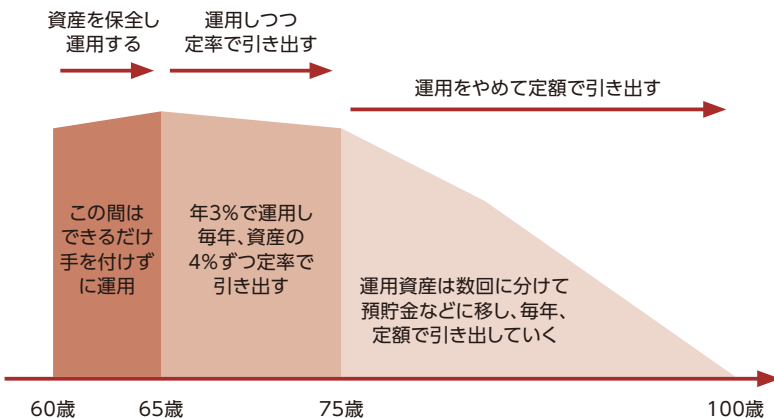 資産を保全し
運用する
運用しつつ
定率で引き出す
運用をやめて定額で引き出す
この間は
できるだけ
手を付けず
に運用
年3%で運用し
毎年、資産の
4%ずつ定率で
引き出す
運用資産は数回に分けて
預貯金などに移し、毎年、
定額で引き出していく
60歳
65歳
75歳
100歳